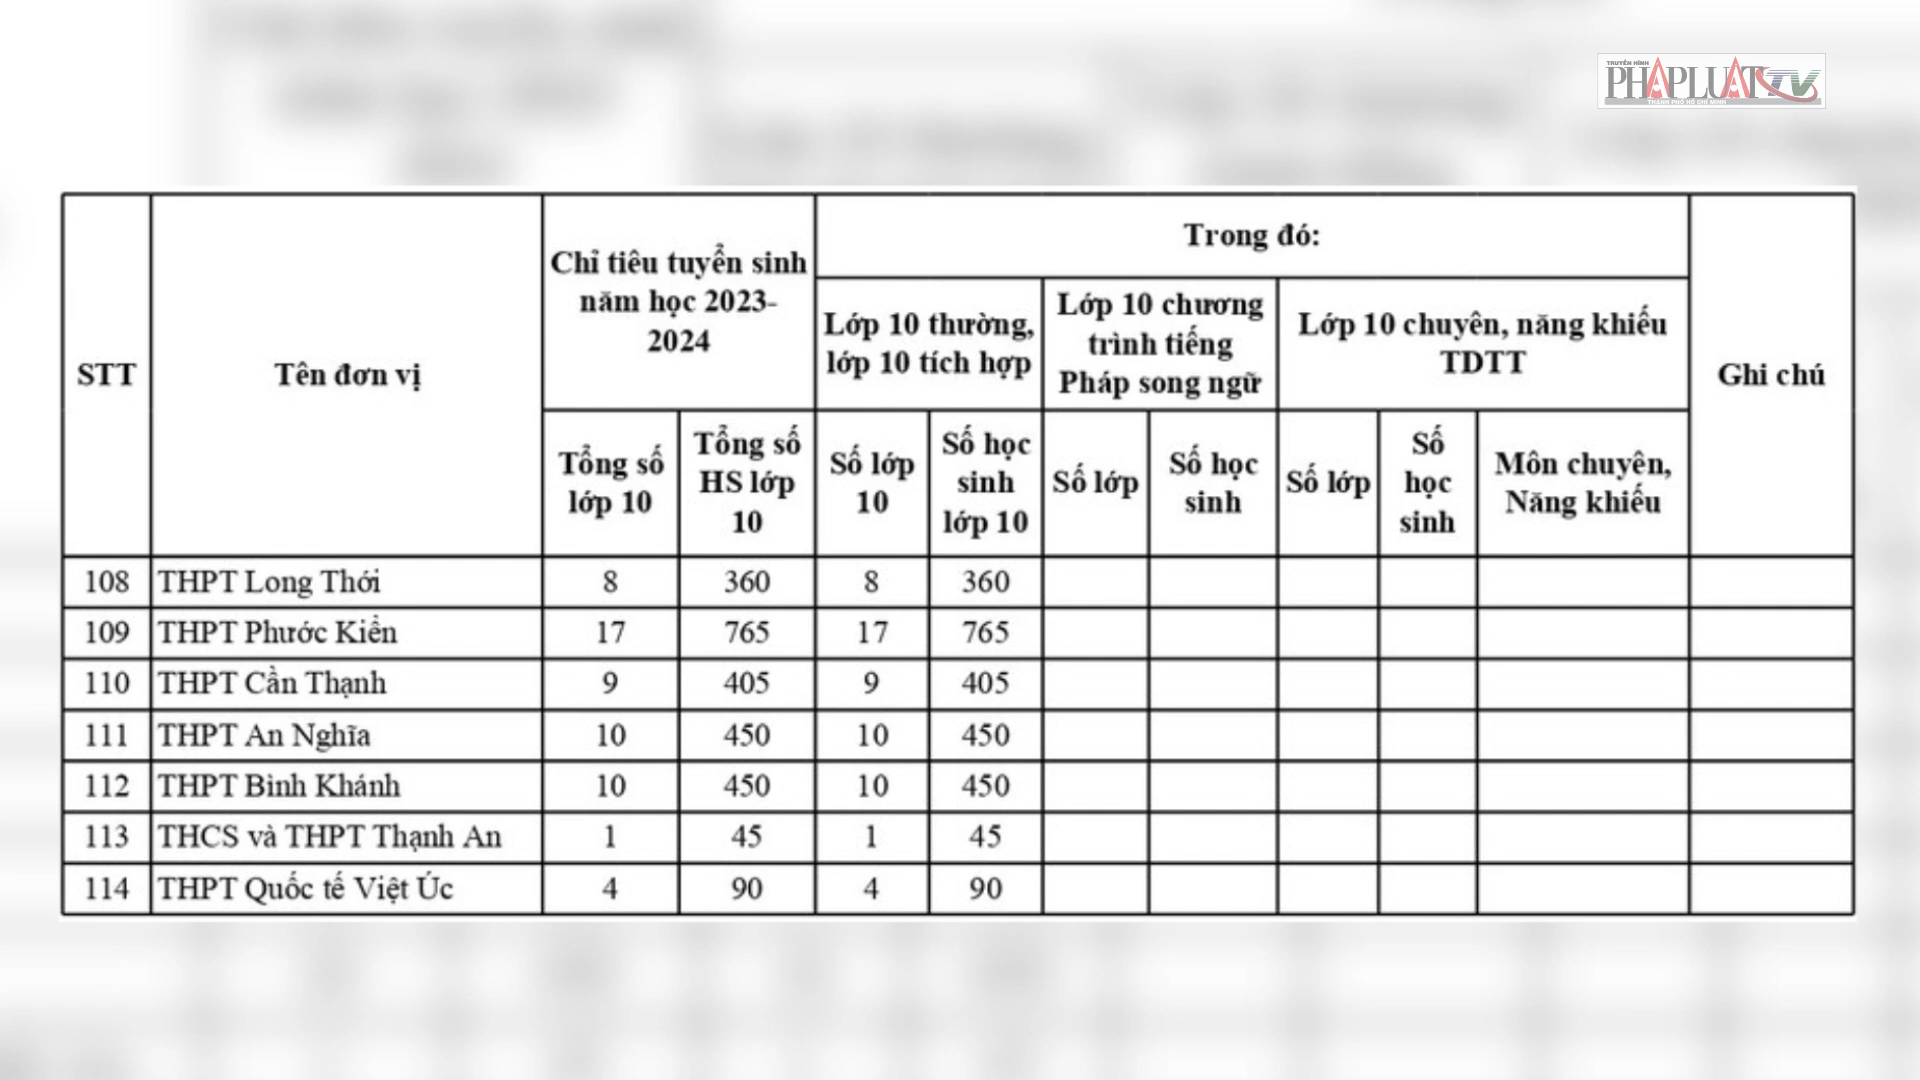 TRUYỀN HÌNH
PHÁPLUẬTTV
THÀNH PHỐ HỒ CHÍ MINH
STT
Tên đơn vị
Chỉ tiêu tuyển sinh
năm học 2023-
2024
Trong đó:
Ghi chú
Lớp 10 thường,
lớp 10 tích hợp
Lớp 10 chương
trình tiếng
Pháp song ngữ
Lớp 10 chuyên, năng khiếu
TDTT
Tổng số
lớp 10
Tổng số
HS lớp
10
Số lớp
10
Số học
sinh
lớp 10
Số lớp
Số học
sinh
Số lớp
Số
học
sinh
Môn chuyên,
Năng khiếu
108 THPT Long Thới 8 360 8 360
109 THPT Phước Kiển 17 765 17 765
110 THPT Cần Thạnh 9 405 9 405
111 THPT An Nghĩa 10 450 10 450
112 THPT Bình Khánh 10 450 10 450
113 THCS và THPT Thạnh An 1 45 1 45
114 THPT Quốc tế Việt Úc 4 90 4 90